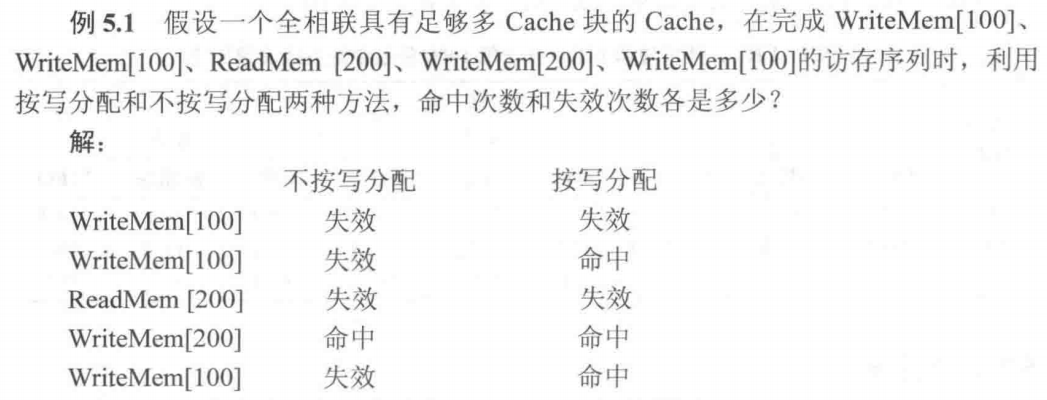 例 5.1 假设一个全相联具有足够多 Cache 块的 Cache，在完成 WriteMem[100]、
WriteMem[100]、ReadMem [200]、WriteMem[200]、WriteMem[100]的访存序列时，利用
按写分配和不按写分配两种方法，命中次数和失效次数各是多少？
解：
不按写分配 按写分配
WriteMem[100] 失效 失效
WriteMem[100] 失效 命中
ReadMem [200] 失效 失效
WriteMem[200] 命中 命中
WriteMem[100] 失效 命中